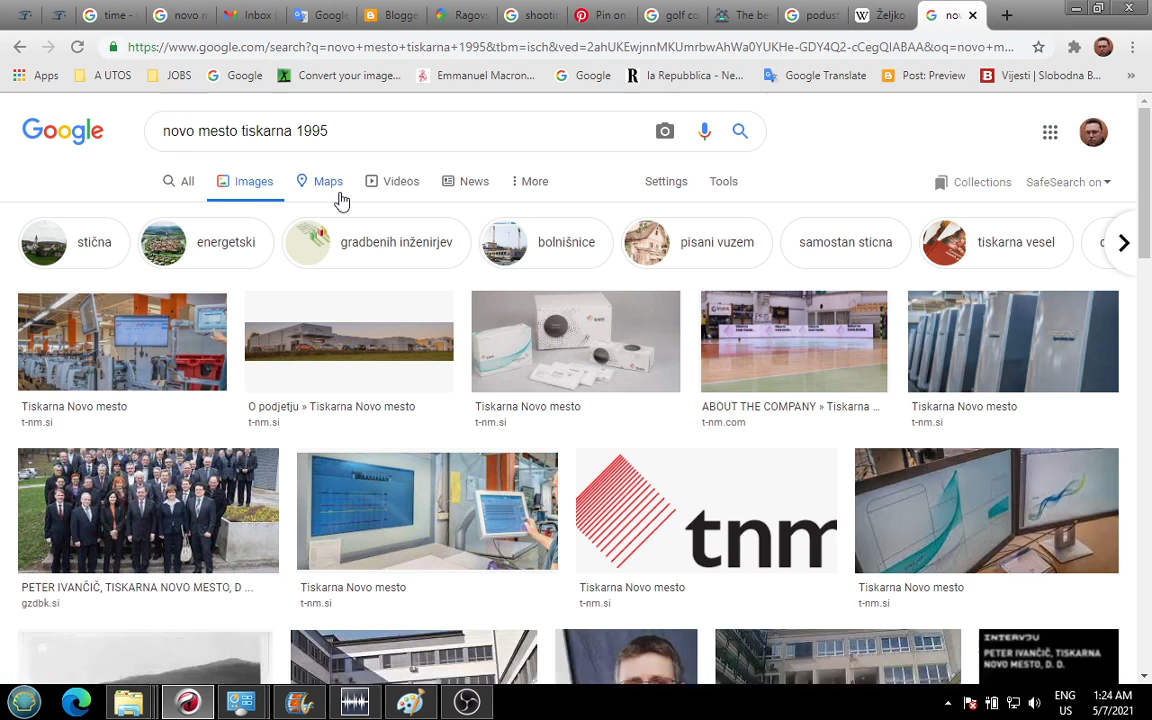 time -
novo n
Inbox (
Google
Blogge
Ragovs
shootin
Pin on
golf co
The be
podust
Željko
nov
https://www.google.com/search?q=novo+mesto+tiskarna+1995&tbm=isch&ved=2ahUKEwjnnMKUmrbwAhWa0YUKHe-GDY4Q2-cCegQIABAA&oq=novo+m...
Apps
A UTOS
JOBS
Google
Convert your image...
Emmanuel Macron...
Google
la Repubblica - Ne...
Google Translate
Post: Preview
Vijesti | Slobodna B...
»
Google
novo mesto tiskarna 1995
All
Images
Maps
Videos
News
More
Settings
Tools
Collections
SafeSearch on
stična
energetski
gradbenih inženirjev
bolnišnice
pisani vuzem
samostan sticna
tiskarna vesel
tnm
Tiskarna Novo mesto
t-nm.si
O podjetju » Tiskarna Novo mesto
t-nm.si
Tiskarna Novo mesto
t-nm.si
ABOUT THE COMPANY » Tiskarna ...
t-nm.com
Tiskarna Novo mesto
t-nm.si
tnm
PETER IVANČIČ, TISKARNA NOVO MESTO, D ...
gzdbk.si
Tiskarna Novo mesto
t-nm.si
Tiskarna Novo mesto
t-nm.si
Tiskarna Novo mesto
t-nm.si
INTERVJU
PETER IVANČIČ, TISKARNA
NOVO MESTO, D. D.
ENG
US
1:24 AM
5/7/2021